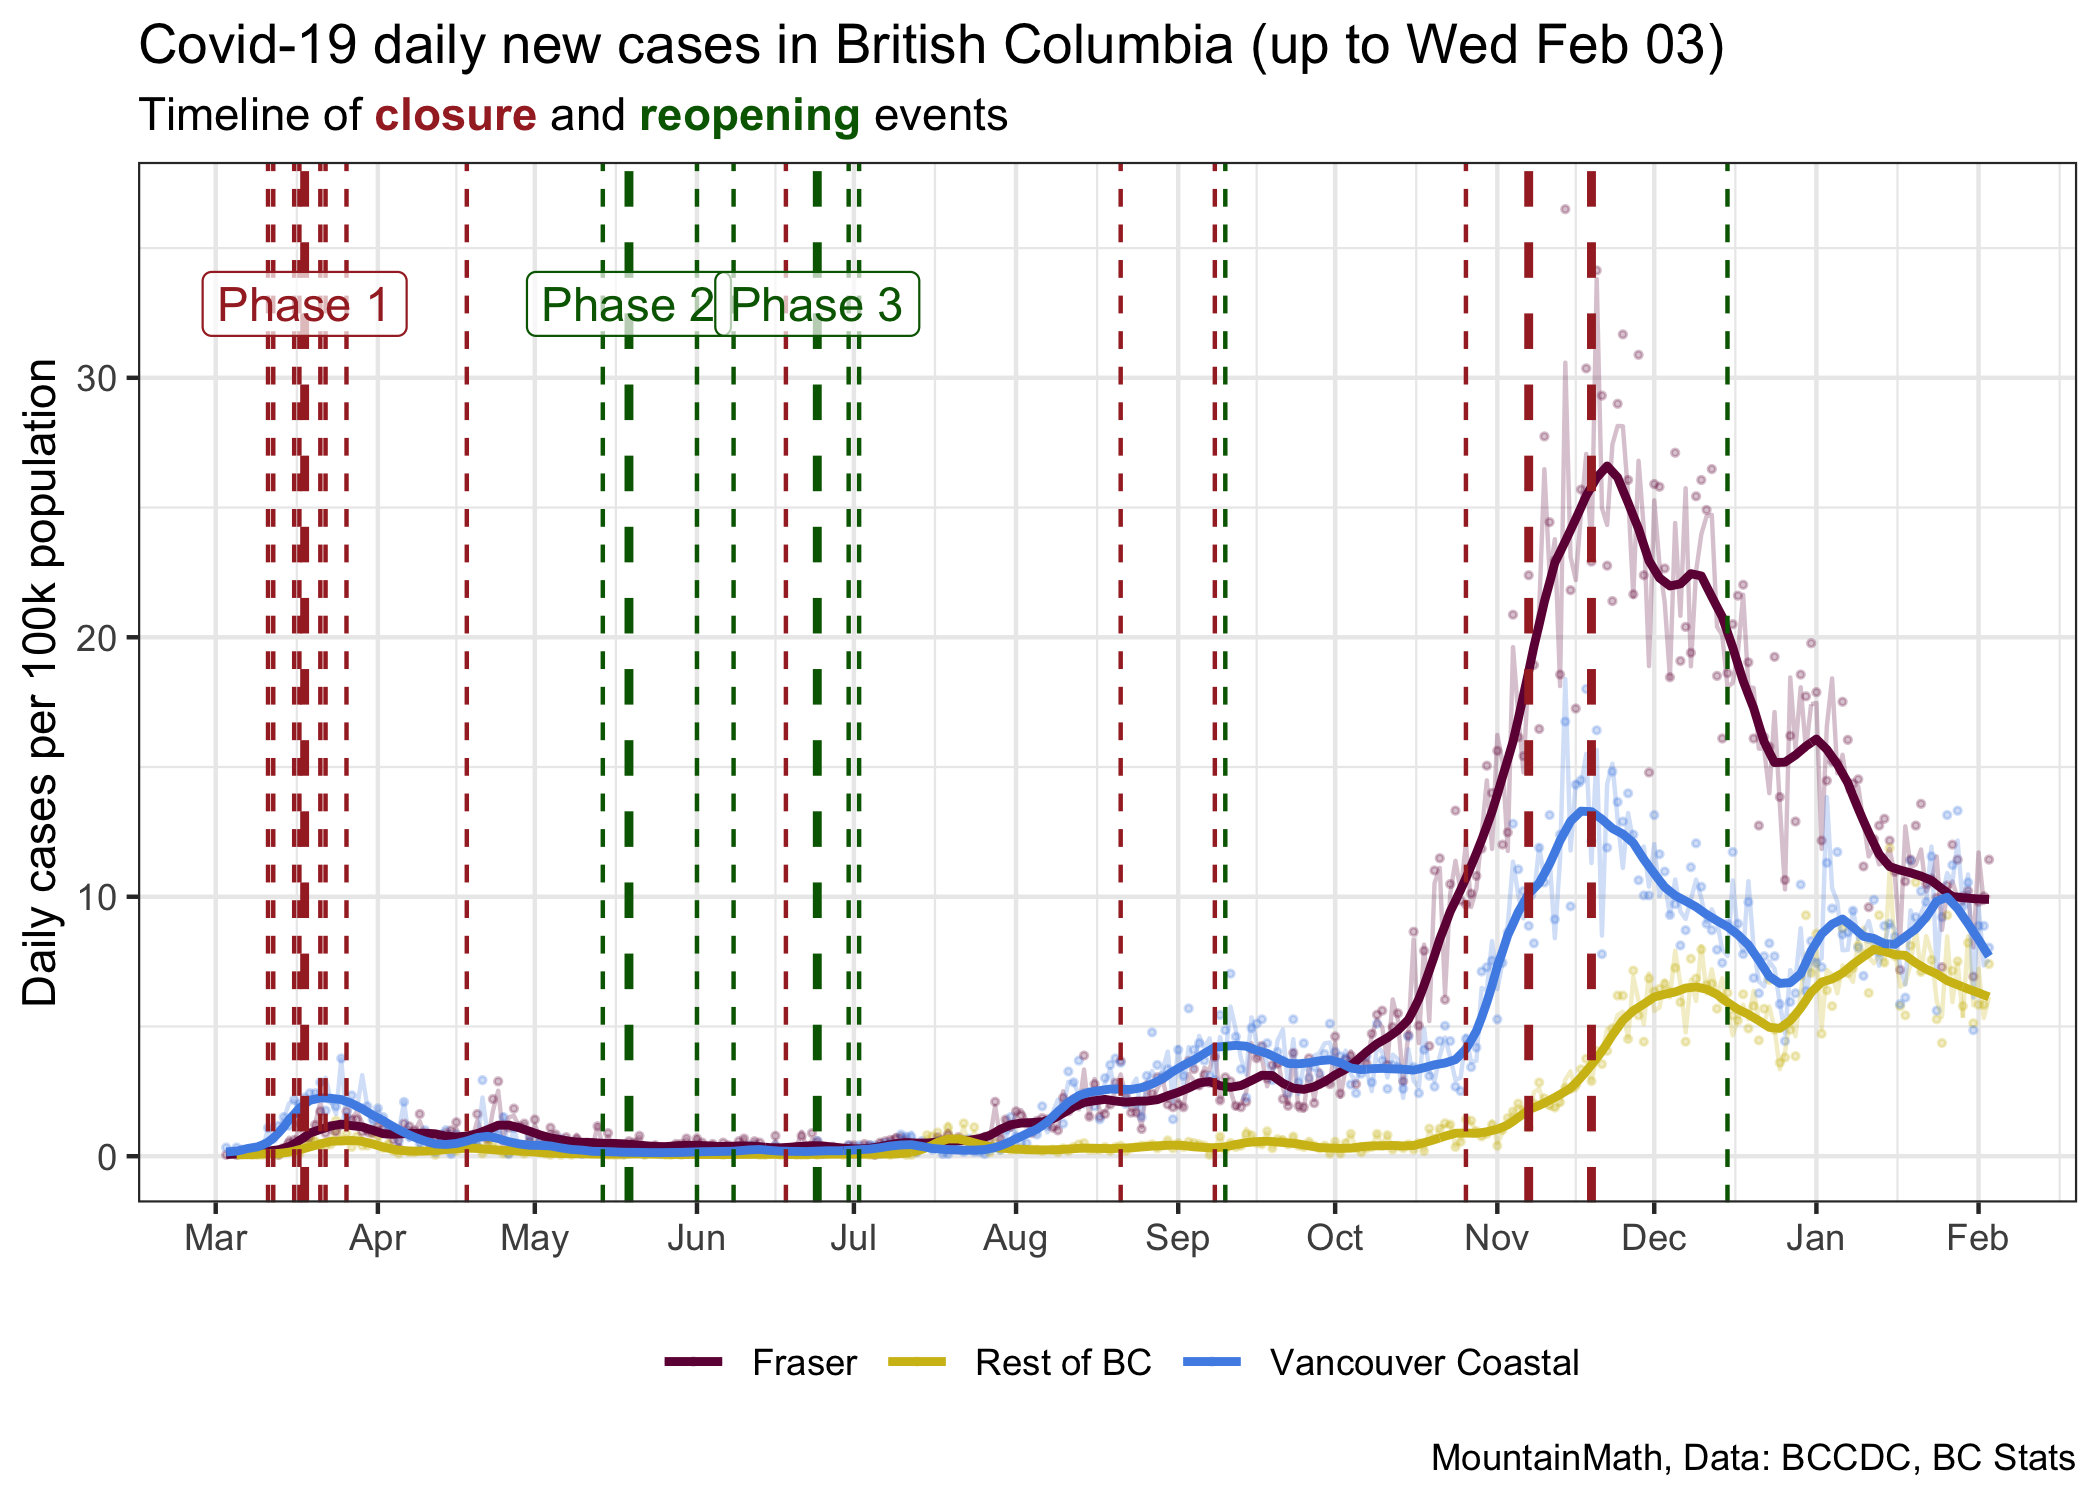 Covid-19 daily new cases in British Columbia (up to Wed Feb 03)
Timeline of closure and reopening events
Phase 1
Phase 2
Phase 3
Daily cases per 100k population
30
20
10
0
Mar Apr May Jun Jul Aug Sep Oct Nov Dec Jan Feb
Fraser Rest of BC Vancouver Coastal
MountainMath, Data: BCCDC, BC Stats